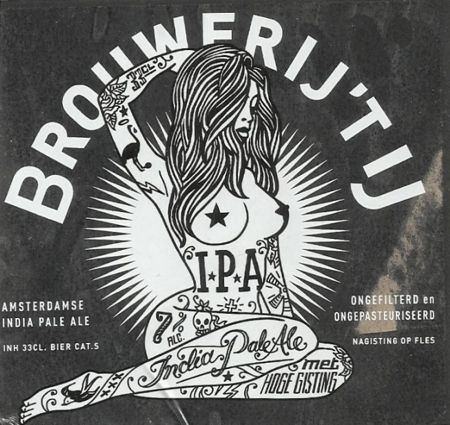 BROUWERIJ 'T IJ
I.P.A
AMSTERDAMSE
INDIA PALE ALE
INH 33CL. BIER CAT.S
ONGEFILTERD en
ONGEPASTEURISEERD
NAGISTING OP FLES
7%
ALC.
India Pale Ale
met
HOGE GISTING